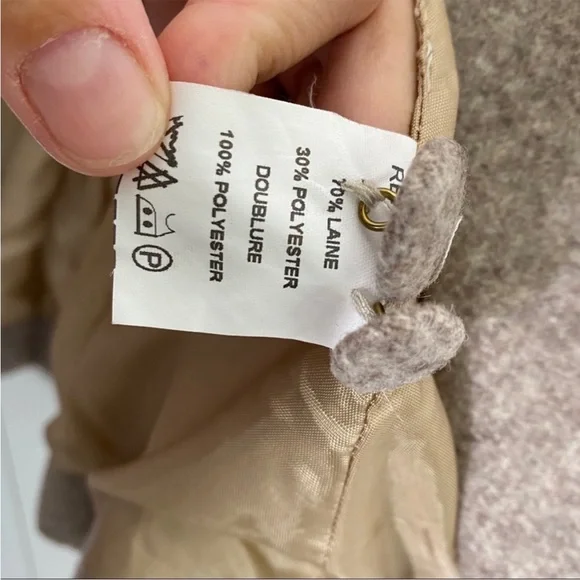 70% LAINE
30% POLYESTER
DOUBLURE
100% POLYESTER
P